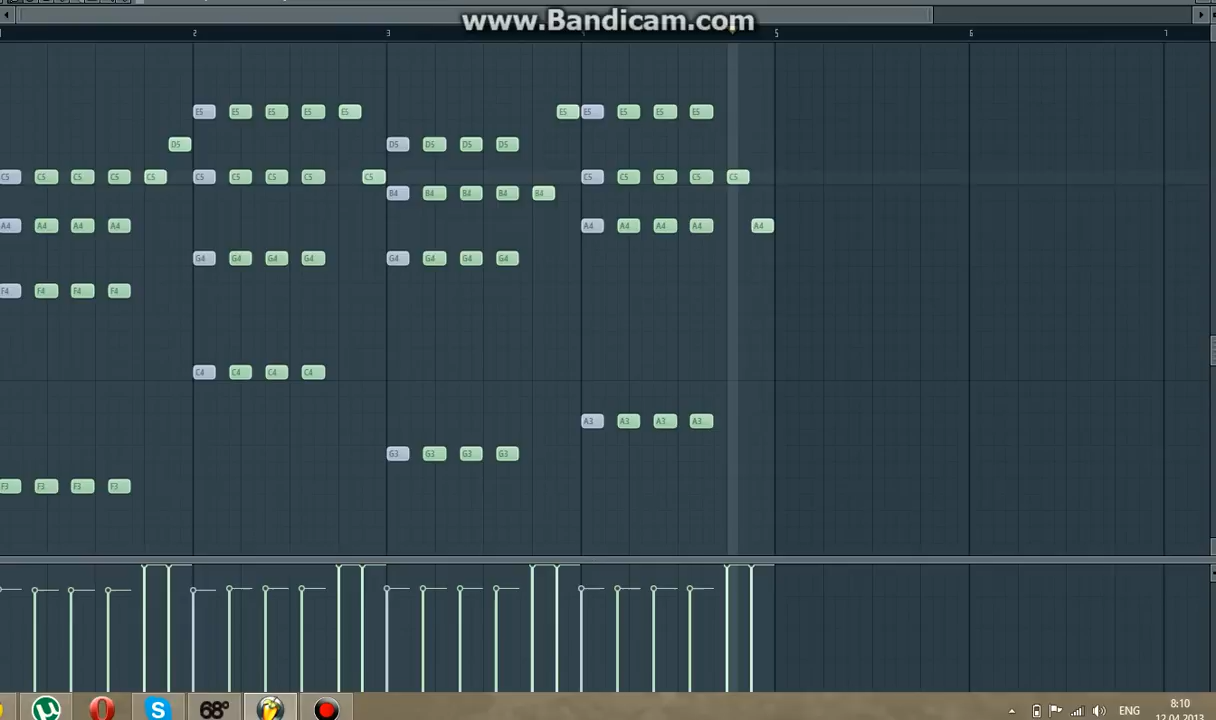 www.Bandicam.com
2 3 5 6 7
E5 E5 E5 E5 E5 E5 E5 E5 E5 E5
D5 D5 D5 D5 D5
C5 C5 C5 C5 C5 C5 C5 C5 C5 C5 C5 C5 C5 C5 C5
B4 B4 B4 B4 B4
A4 A4 A4 A4 A4 A4 A4 A4 A4
G4 G4 G4 G4 G4 G4 G4 G4
F4 F4 F4 F4
C4 C4 C4 C4
A3 A3 A3 A3
G3 G3 G3 G3
F3 F3 F3 F3
68° ENG 8:10
12.04.2013